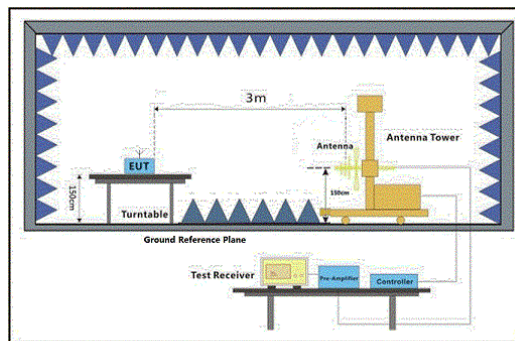 3m
Antenna Tower
Antenna
EUT
150cm
150cm
Turntable
Ground Reference Plane
Test Receiver
Pre-Amplifier
Controller